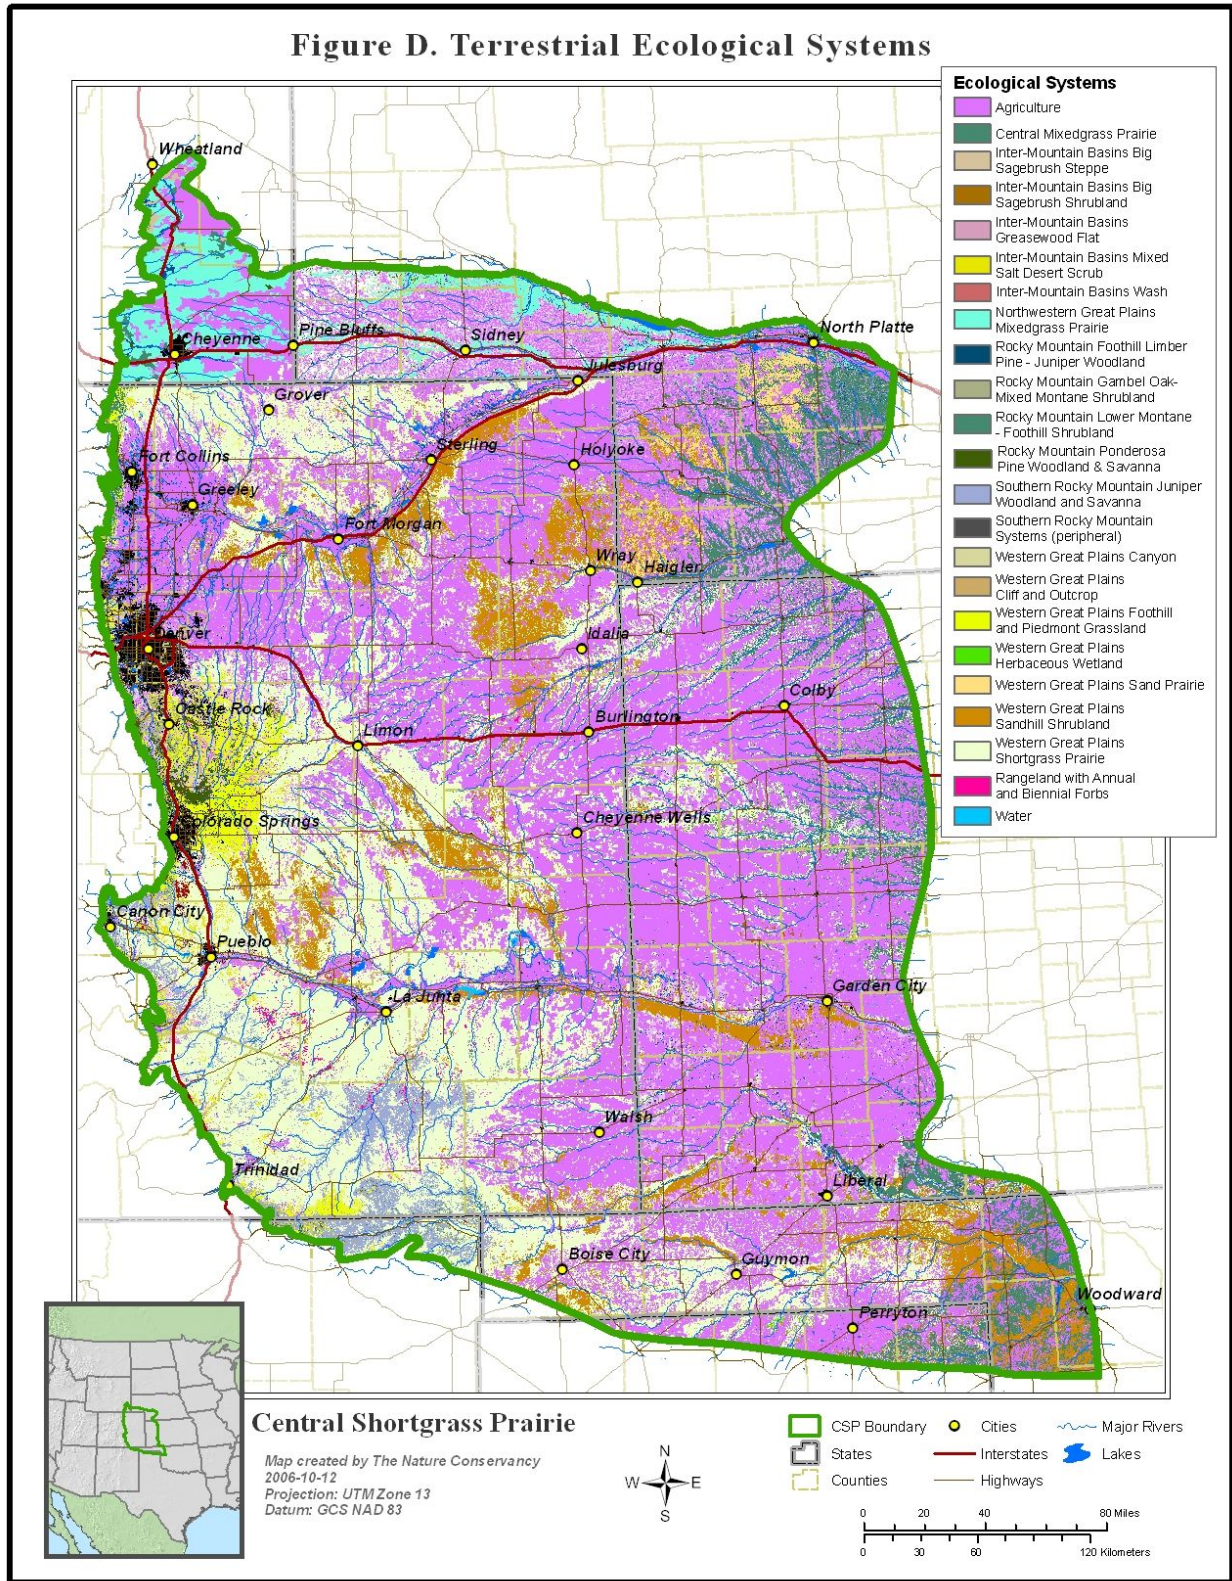 Figure D. Terrestrial Ecological Systems
Ecological Systems
Agriculture
Central Mixedgrass Prairie
Inter-Mountain Basins Big
Sagebrush Steppe
Inter-Mountain Basins Big
Sagebrush Shrubland
Inter-Mountain Basins
Greasewood Flat
Inter-Mountain Basins Mixed
Salt Desert Scrub
Inter-Mountain Basins Wash
Northwestern Great Plains
Mixedgrass Prairie
Rocky Mountain Foothill Limber
Pine - Juniper Woodland
Rocky Mountain Gambel Oak-
Mixed Montane Shrubland
Rocky Mountain Lower Montane
- Foothill Shrubland
Rocky Mountain Ponderosa
Pine Woodland & Savanna
Southern Rocky Mountain Juniper
Woodland and Savanna
Southern Rocky Mountain
Systems (peripheral)
Western Great Plains Canyon
Western Great Plains
Cliff and Outcrop
Western Great Plains Foothill
and Piedmont Grassland
Western Great Plains
Herbaceous Wetland
Western Great Plains Sand Prairie
Western Great Plains
Sandhill Shrubland
Western Great Plains
Shortgrass Prairie
Rangeland with Annual
and Biennial Forbs
Water
Wheatland
Cheyenne
Pine Bluffs
Sidney
North Platte
Julesburg
Grover
Fort Collins
Sterling
Holyoke
Greeley
Fort Morgan
Wray
Haigler
Denver
Idalia
Castle Rock
Limon
Burlington
Colby
Colorado Springs
Cheyenne Wells
Canon City
Pueblo
La Junta
Garden City
Walsh
Trinidad
Liberal
Boise City
Guymon
Woodward
Perryton
Central Shortgrass Prairie
Map created by The Nature Conservancy
2006-10-12
Projection: UTM Zone 13
Datum: GCS NAD 83
N
W E
S
CSP Boundary
Cities
Major Rivers
States
Interstates
Lakes
Counties
Highways
0 20 40 80 Miles
0 30 60 120 Kilometers